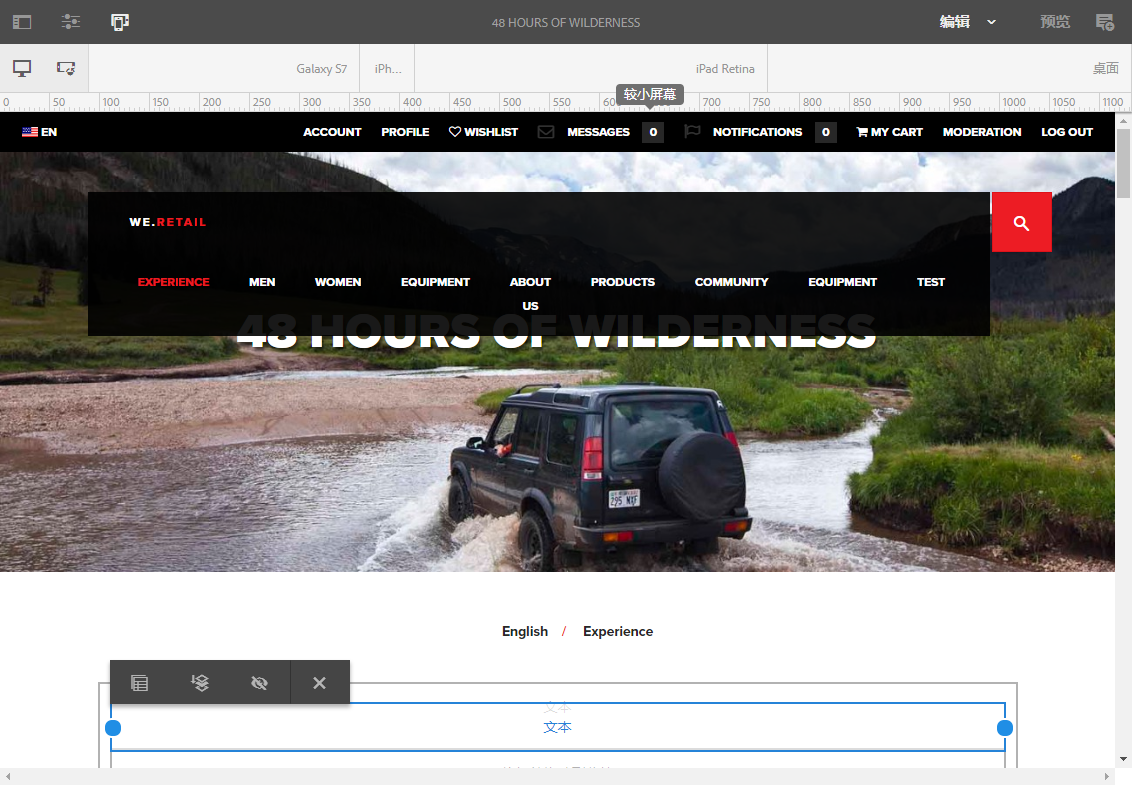 48 HOURS OF WILDERNESS
编辑
预览
Galaxy S7
iPh...
iPad Retina
桌面
0 50 100 150 200 250 300 350 400 450 500 550 700 750 800 850 900 950 1000 1050 1100
较小屏幕
EN
ACCOUNT PROFILE WISHLIST MESSAGES 0 NOTIFICATIONS 0 MY CART MODERATION LOG OUT
WE.RETAIL
EXPERIENCE MEN WOMEN EQUIPMENT ABOUT US PRODUCTS COMMUNITY EQUIPMENT TEST
48 HOURS OF WILDERNESS
295 NXF
English / Experience
文本
文本